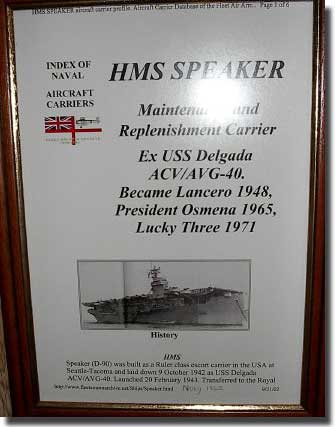 HMS SPEAKER aircraft carrier profile. Aircraft Carrier Database of the Fleet Air Arm... Page 1 of 6
INDEX OF
NAVAL
AIRCRAFT
CARRIERS
HMS SPEAKER
Maintenance and
Replenishment Carrier
Ex USS Delgada
ACV/AVG-40.
Became Lancero 1948,
President Osmena 1965,
Lucky Three 1971
History
HMS
Speaker (D-90) was built as a Ruler class escort carrier in the USA at
Seattle-Tacoma and laid down 9 October 1942 as USS Delgada
ACV/AVG-40. Launched 20 February 1943. Transferred to the Royal
Navy